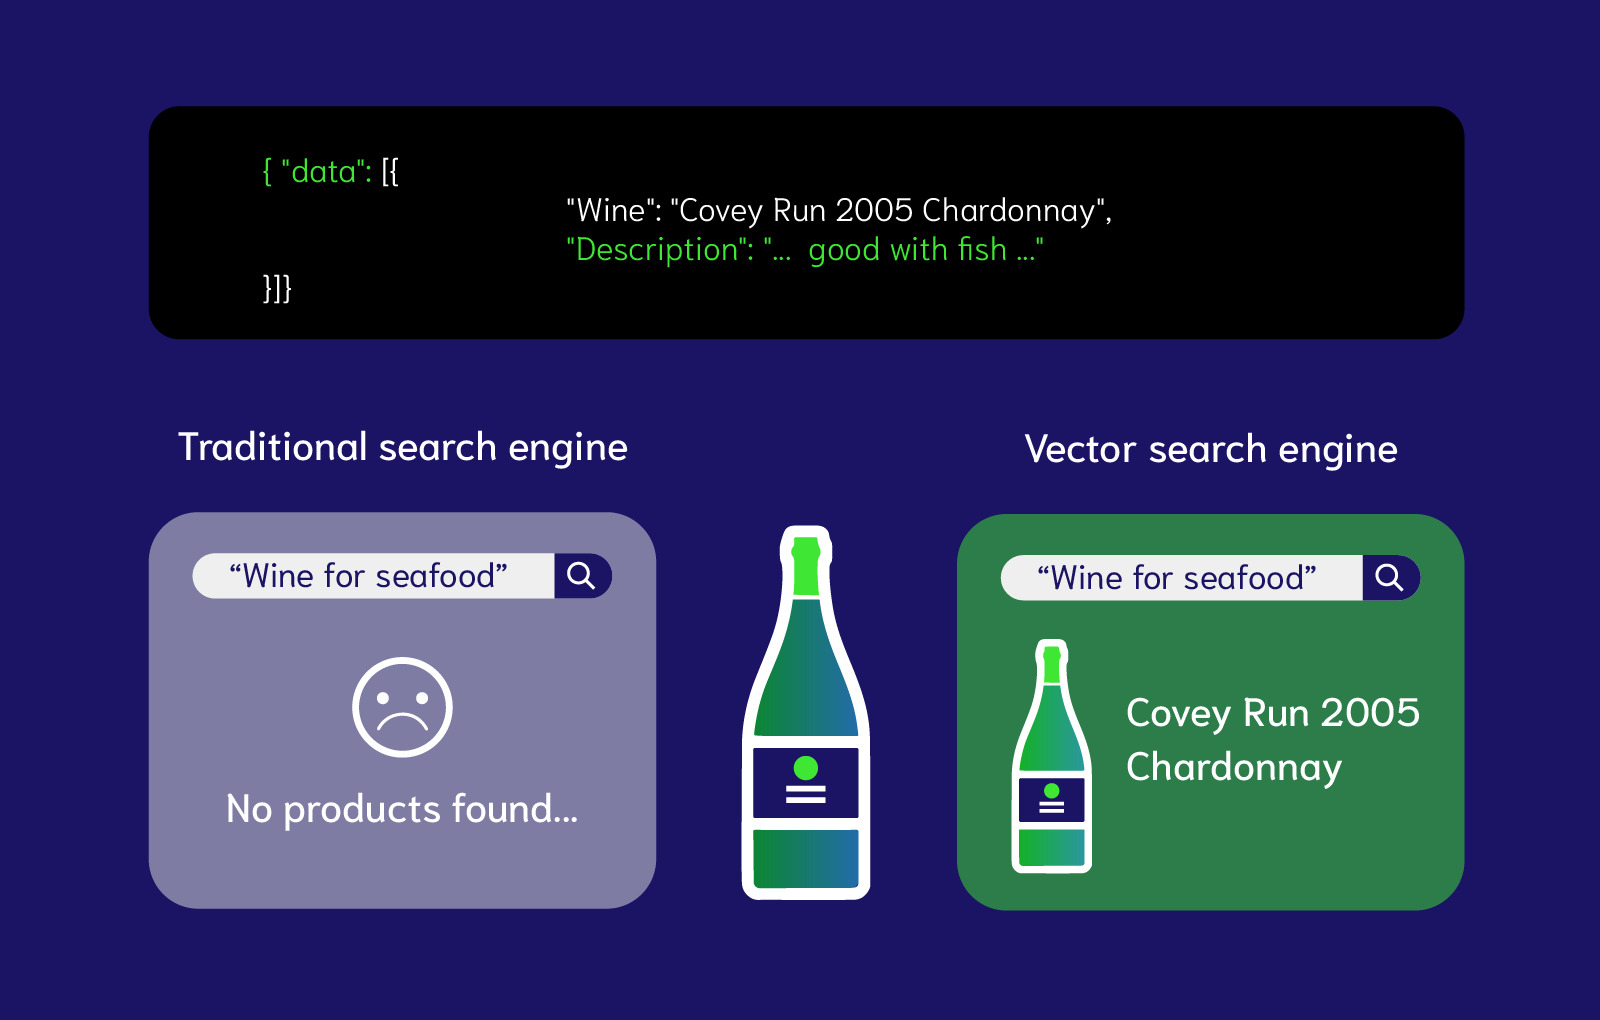 { "data": [{
"Wine": "Covey Run 2005 Chardonnay",
"Description": "... good with fish ..."
}]}
Traditional search engine
“Wine for seafood”
No products found...
Vector search engine
“Wine for seafood”
Covey Run 2005
Chardonnay